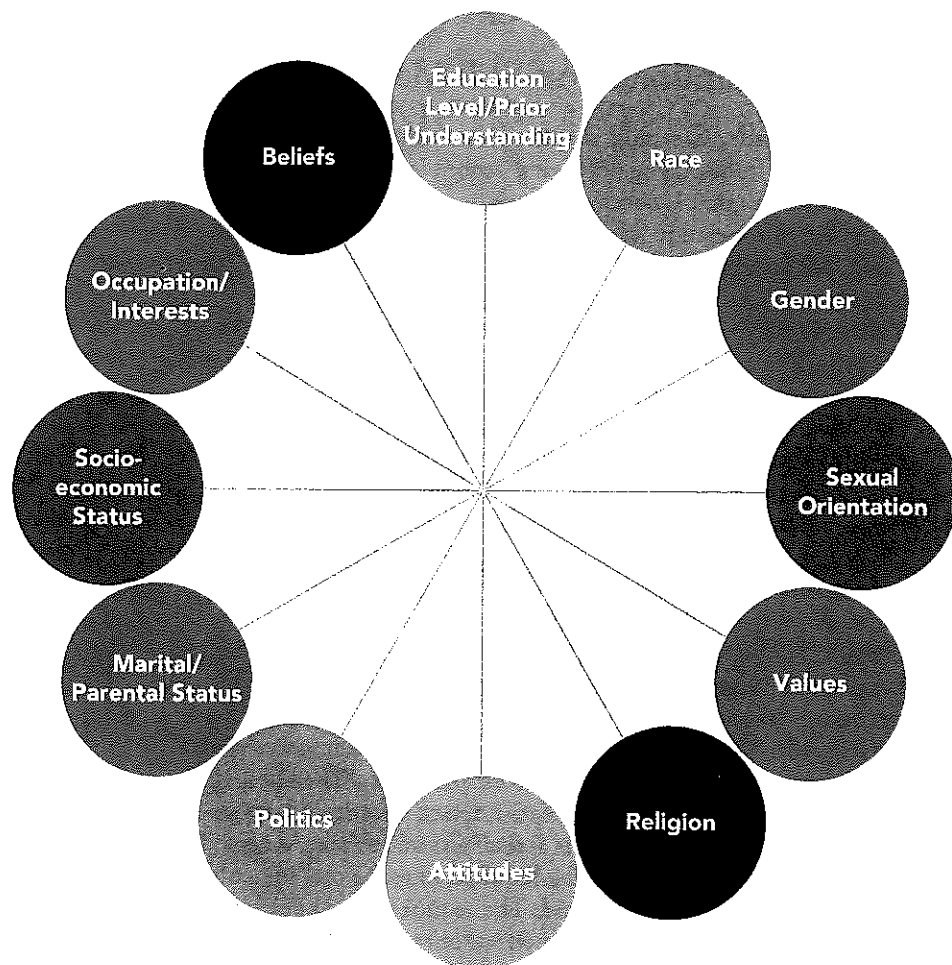 Education
Level/Prior
Understanding
Race
Gender
Sexual
Orientation
Values
Religion
Attitudes
Politics
Marital/
Parental Status
Socio-
economic
Status
Occupation/
Interests
Beliefs